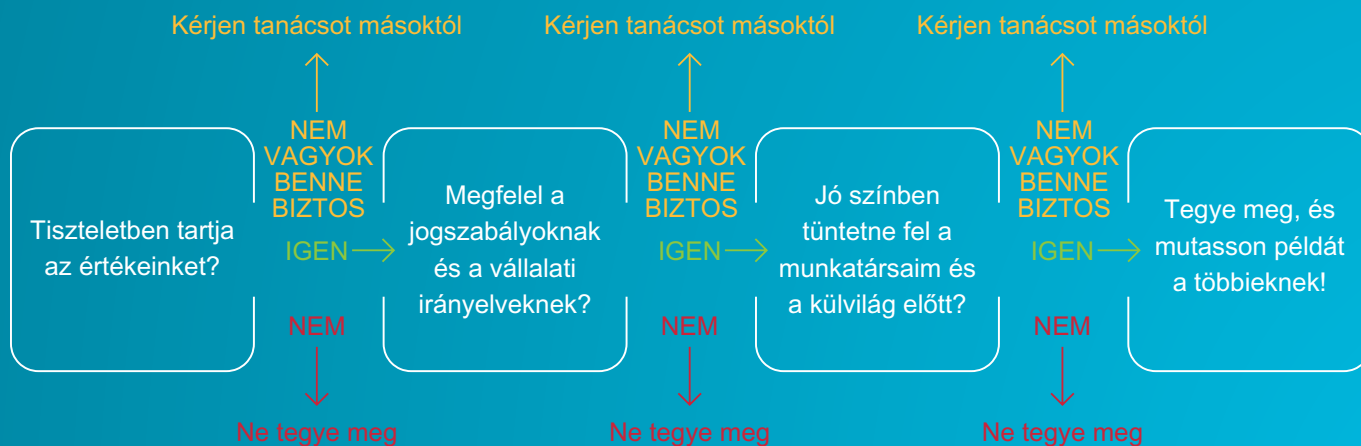 Kérjen tanácsot másoktól
Kérjen tanácsot másoktól
Kérjen tanácsot másoktól
Tiszteletben tartja
az értékeinket?
NEM
VAGYOK
BENNE
BIZTOS
IGEN
NEM
Megfelel a
jogszabályoknak
és a vállalati
irányelveknek?
NEM
VAGYOK
BENNE
BIZTOS
IGEN
NEM
Jó színben
tüntetne fel a
munkatársaim és
a külvilág előtt?
NEM
VAGYOK
BENNE
BIZTOS
IGEN
NEM
Tegye meg, és
mutasson példát
a többieknek!
Ne tegye meg
Ne tegye meg
Ne tegye meg